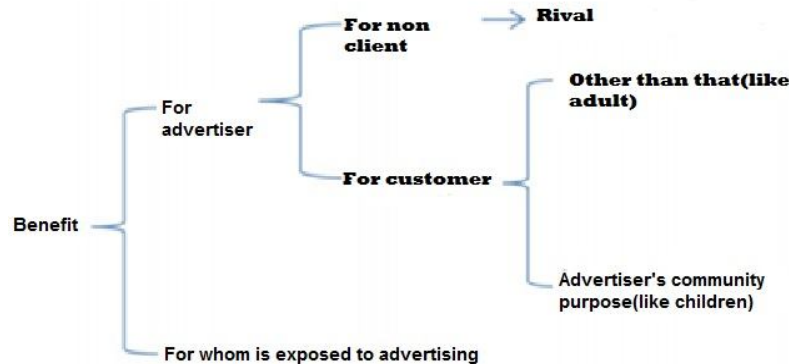 For non
client
Rival
Other than that(like
adult)
For
advertiser
For customer
Benefit
Advertiser's community
purpose(like children)
For whom is exposed to advertising